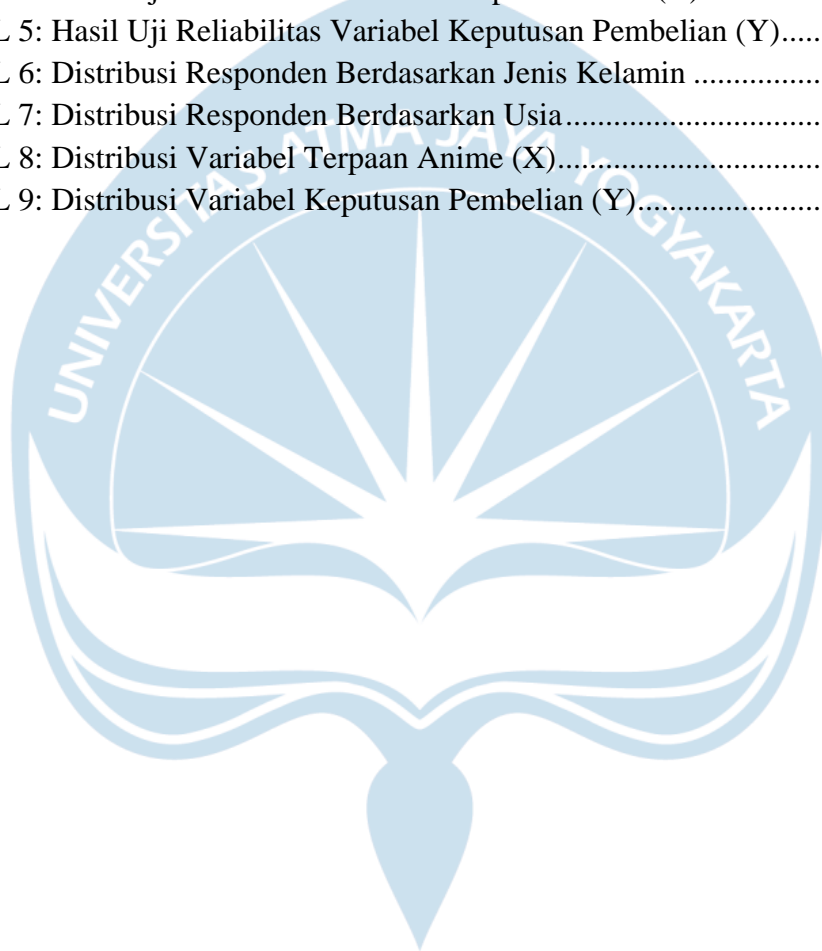 L 5: Hasil Uji Reliabilitas Variabel Keputusan Pembelian (Y).....
L 6: Distribusi Responden Berdasarkan Jenis Kelamin ................
L 7: Distribusi Responden Berdasarkan Usia................................
L 8: Distribusi Variabel Terpaan Anime (X).................................
L 9: Distribusi Variabel Keputusan Pembelian (Y).......................
UNIVERSITAS ATMA JAYA YOGYAKARTA